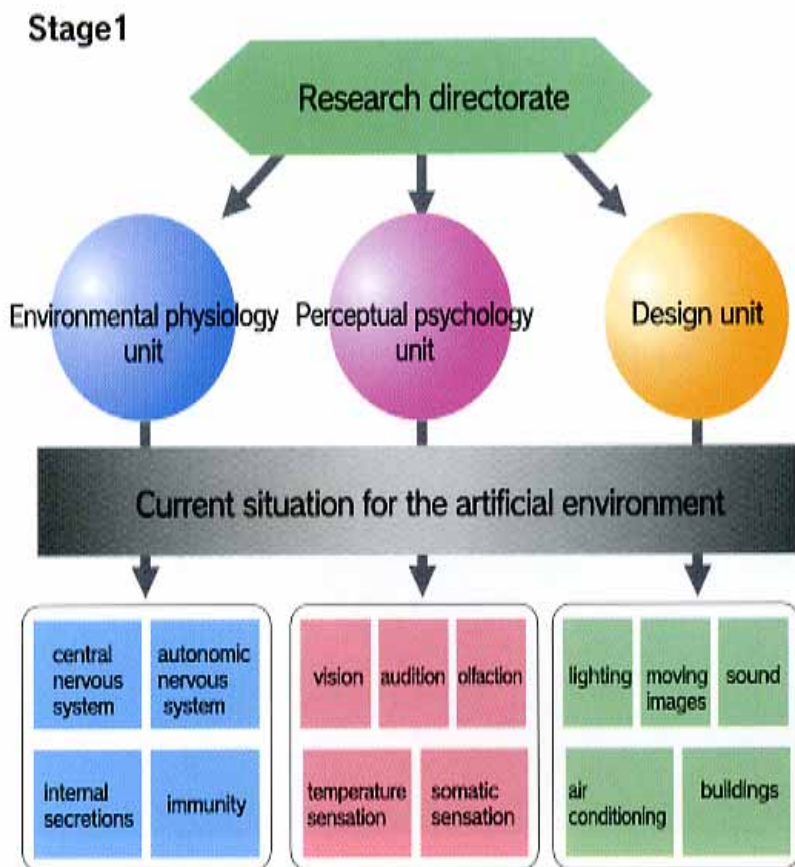 Stage1
Research directorate
Environmental physiology
unit
Perceptual psychology
unit
Design unit
Current situation for the artificial environment
central
nervous
system
autonomic
nervous
system
internal
secretions
immunity
vision
audition
olfaction
temperature
sensation
somatic
sensation
lighting
moving
images
sound
air
conditioning
buildings